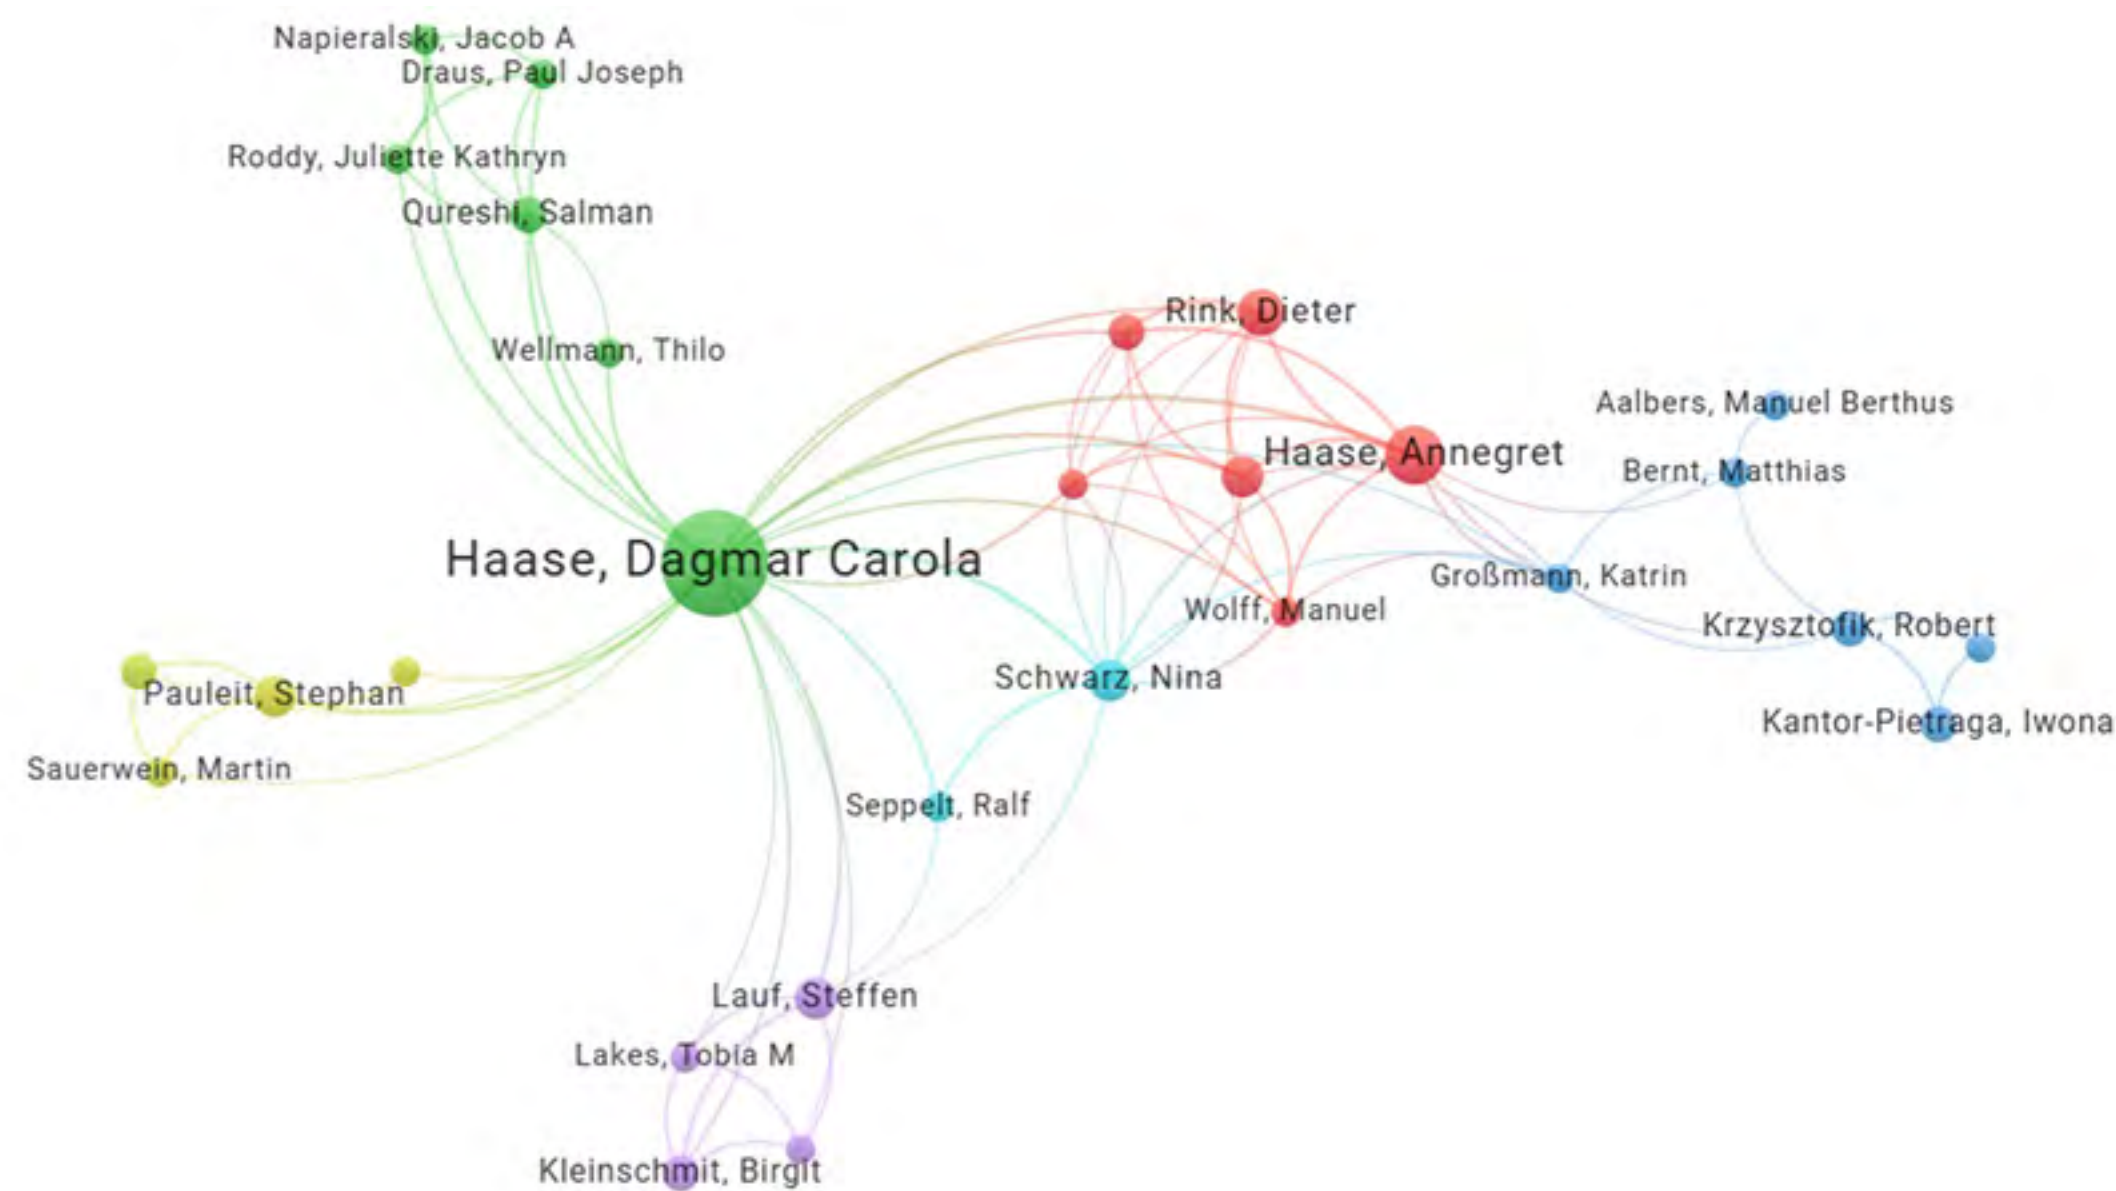 Napieralski, Jacob A
Draus, Paul Joseph
Roddy, Juliette Kathryn
Qureshi, Salman
Wellmann, Thilo
Rink, Dieter
Aalbers, Manuel Berthus
Haase, Annegret
Bernt, Matthias
Haase, Dagmar Carola
Großmann, Katrin
Wolff, Manuel
Krzysztofik, Robert
Schwarz, Nina
Pauleit, Stephan
Kantor-Pietraga, Iwona
Sauerwein, Martin
Seppelt, Ralf
Lauf, Steffen
Lakes, Tobia M
Kleinschmit, Birgit